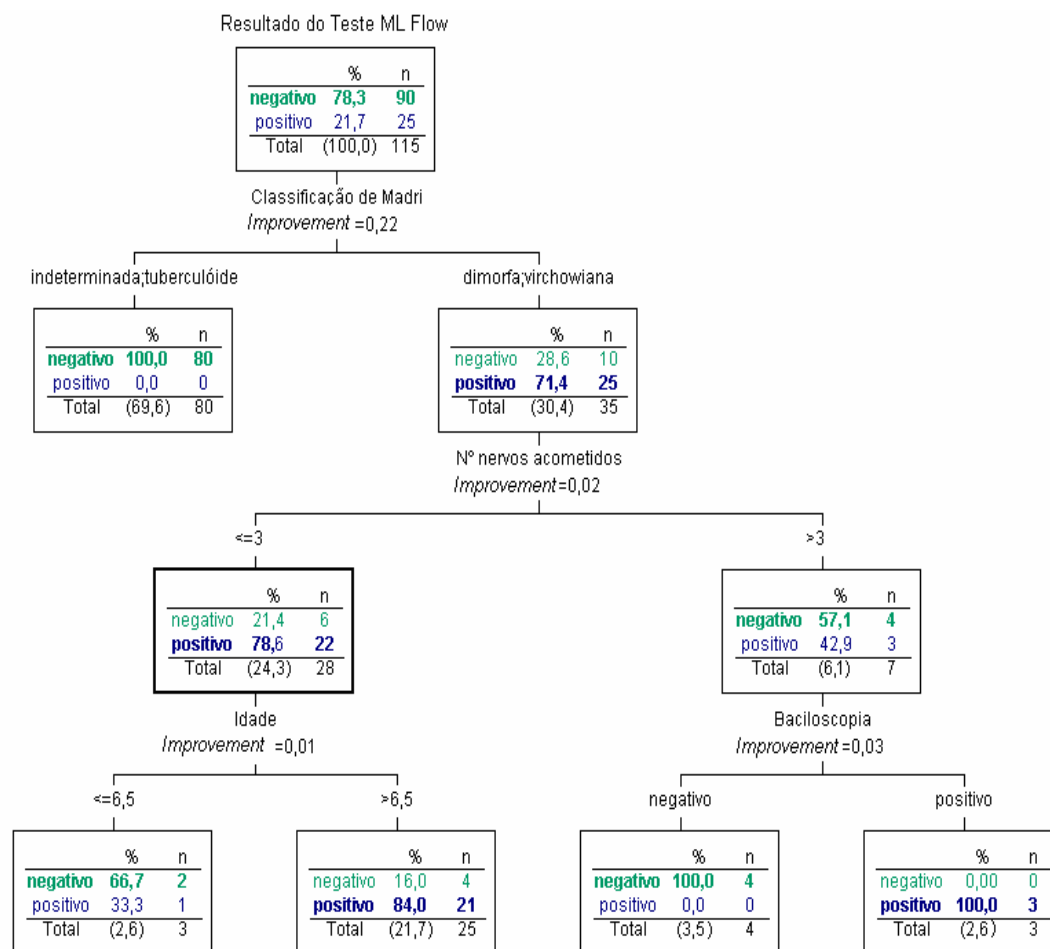 Resultado do Teste ML Flow
% n
negativo 78,3 90
positivo 21,7 25
Total (100,0) 115
Classificação de Madri
Improvement =0,22
indeterminada;tuberculóide
% n
negativo 100,0 80
positivo 0,0 0
Total (69,6) 80
dimorfa;virchowiana
% n
negativo 28,6 10
positivo 71,4 25
Total (30,4) 35
Nº nervos acometidos
Improvement=0,02
<=3
% n
negativo 21,4 6
positivo 78,6 22
Total (24,3) 28
>3
% n
negativo 57,1 4
positivo 42,9 3
Total (6,1) 7
Idade
Improvement =0,01
Baciloscopia
Improvement=0,03
<=6,5
% n
negativo 66,7 2
positivo 33,3 1
Total (2,6) 3
>6,5
% n
negativo 16,0 4
positivo 84,0 21
Total (21,7) 25
negativo
% n
negativo 100,0 4
positivo 0,0 0
Total (3,5) 4
positivo
% n
negativo 0,00 0
positivo 100,0 3
Total (2,6) 3